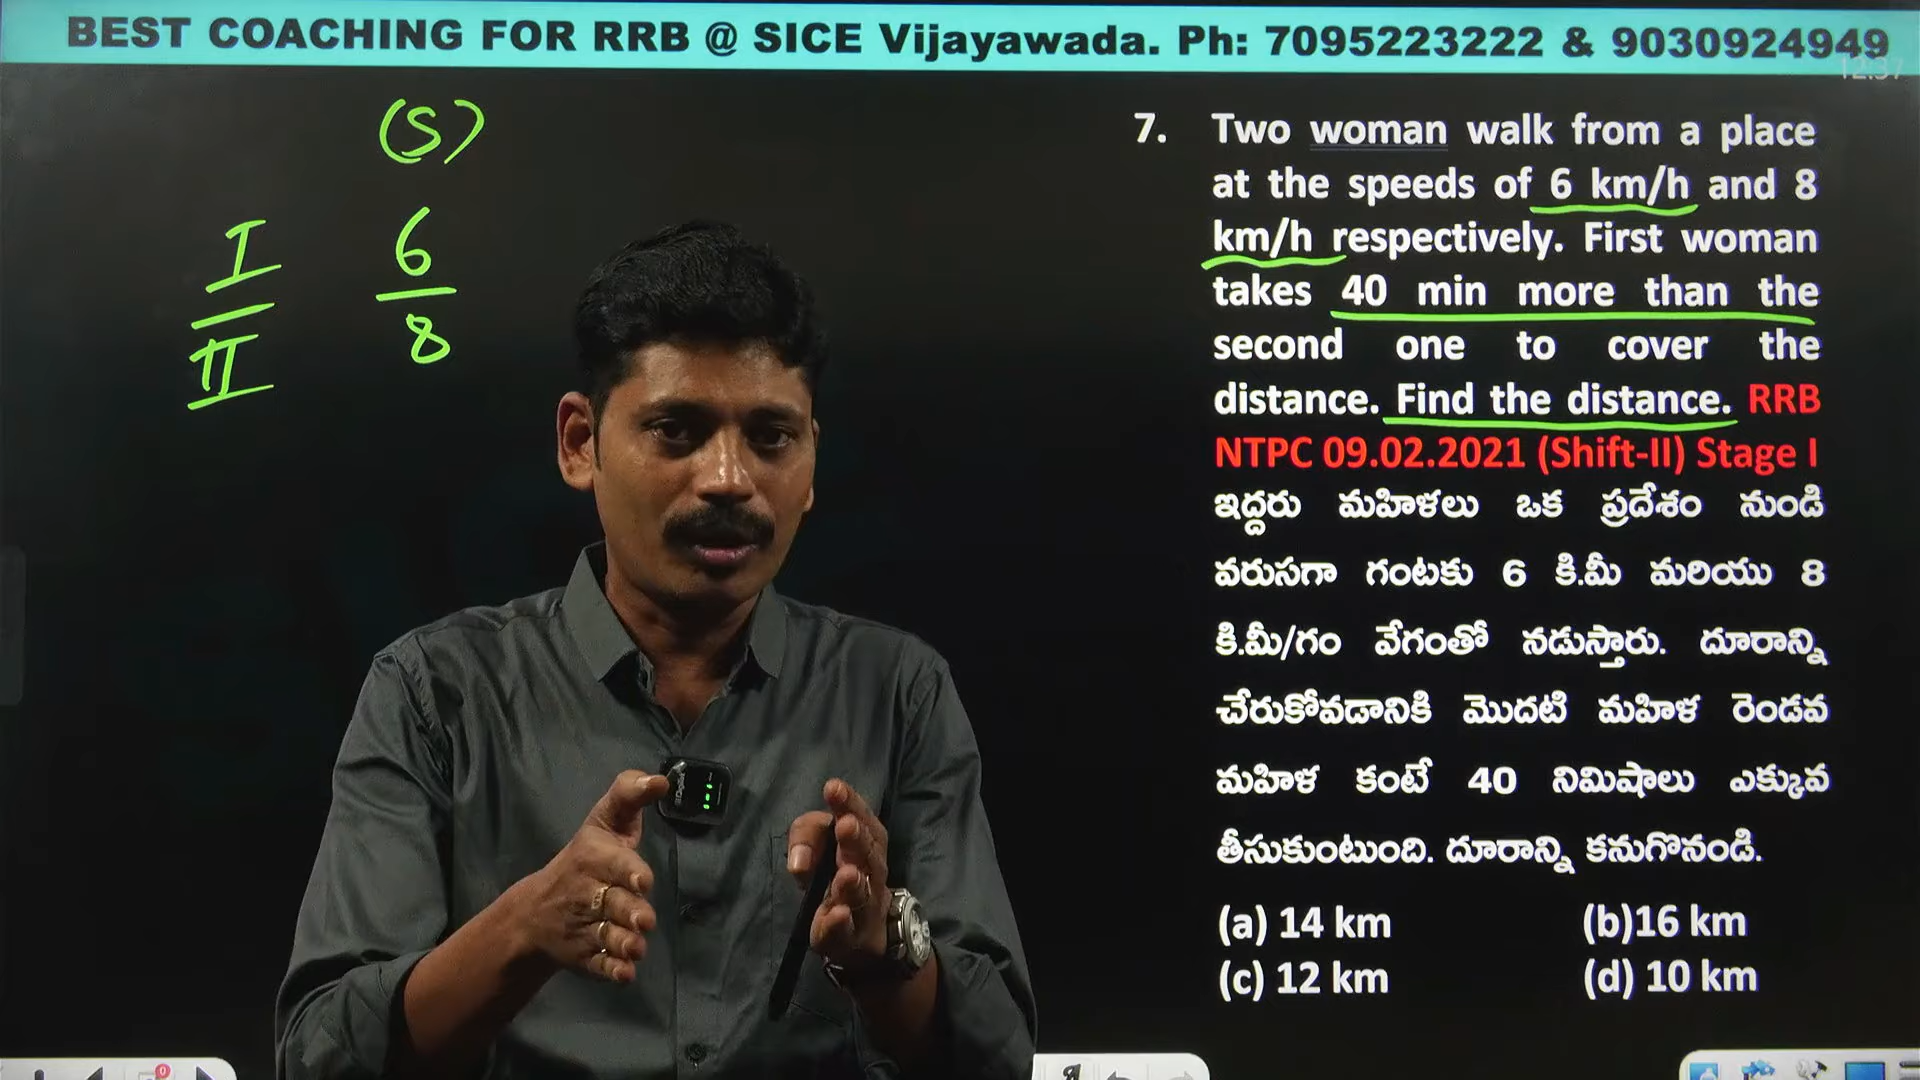 BEST COACHING FOR RRB @ SICE Vijayawada. Ph: 7095223222 & 9030924949
12:37
(S)
I 6
II 8
7. Two woman walk from a place
at the speeds of 6 km/h and 8
km/h respectively. First woman
takes 40 min more than the
second one to cover the
distance. Find the distance. RRB
NTPC 09.02.2021 (Shift-II) Stage I
ఇద్దరు మహిళలు ఒక ప్రదేశం నుండి
వరుసగా గంటకు 6 కి.మీ మరియు 8
కి.మీ/గం వేగంతో నడుస్తారు. దూరాన్ని
చేరుకోవడానికి మొదటి మహిళ రెండవ
మహిళ కంటే 40 నిమిషాలు ఎక్కువ
తీసుకుంటుంది. దూరాన్ని కనుగొనండి.
(a) 14 km (b)16 km
(c) 12 km (d) 10 km